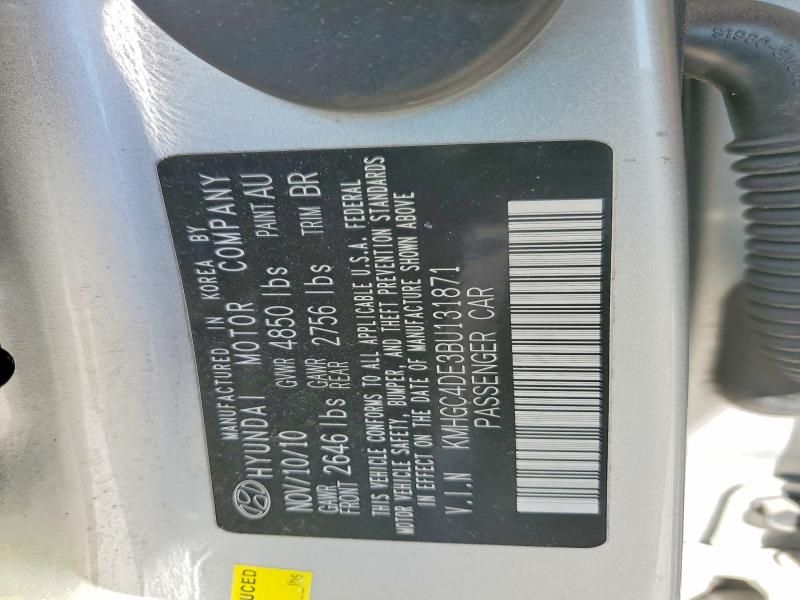 MANUFACTURED IN KOREA BY
HYUNDAI MOTOR COMPANY
NOV/10/10 GVWR 4850 lbs PAINT AU
GAWR FRONT 2646 lbs GAWR REAR 2756 lbs TRIM BR
THIS VEHICLE CONFORMS TO ALL APPLICABLE U.S.A. FEDERAL
MOTOR VEHICLE SAFETY, BUMPER, AND THEFT PREVENTION STANDARDS
IN EFFECT ON THE DATE OF MANUFACTURE SHOWN ABOVE
V.I.N KMHGC4DE3BU131871
PASSENGER CAR
UCED
lbs